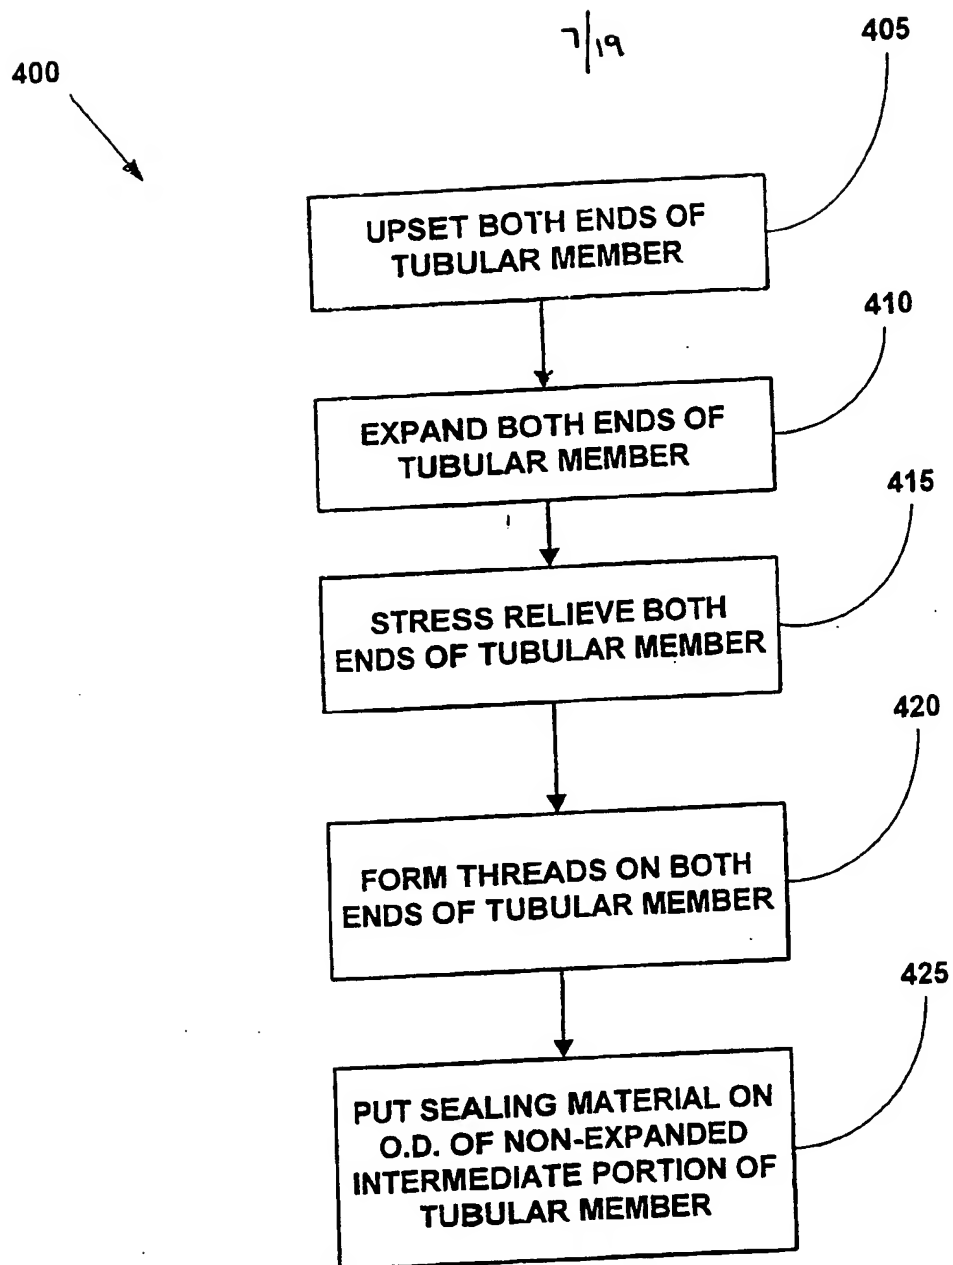 7/19
400
405
UPSET BOTH ENDS OF
TUBULAR MEMBER
410
EXPAND BOTH ENDS OF
TUBULAR MEMBER
415
STRESS RELIEVE BOTH
ENDS OF TUBULAR MEMBER
420
FORM THREADS ON BOTH
ENDS OF TUBULAR MEMBER
425
PUT SEALING MATERIAL ON
O.D. OF NON-EXPANDED
INTERMEDIATE PORTION OF
TUBULAR MEMBER